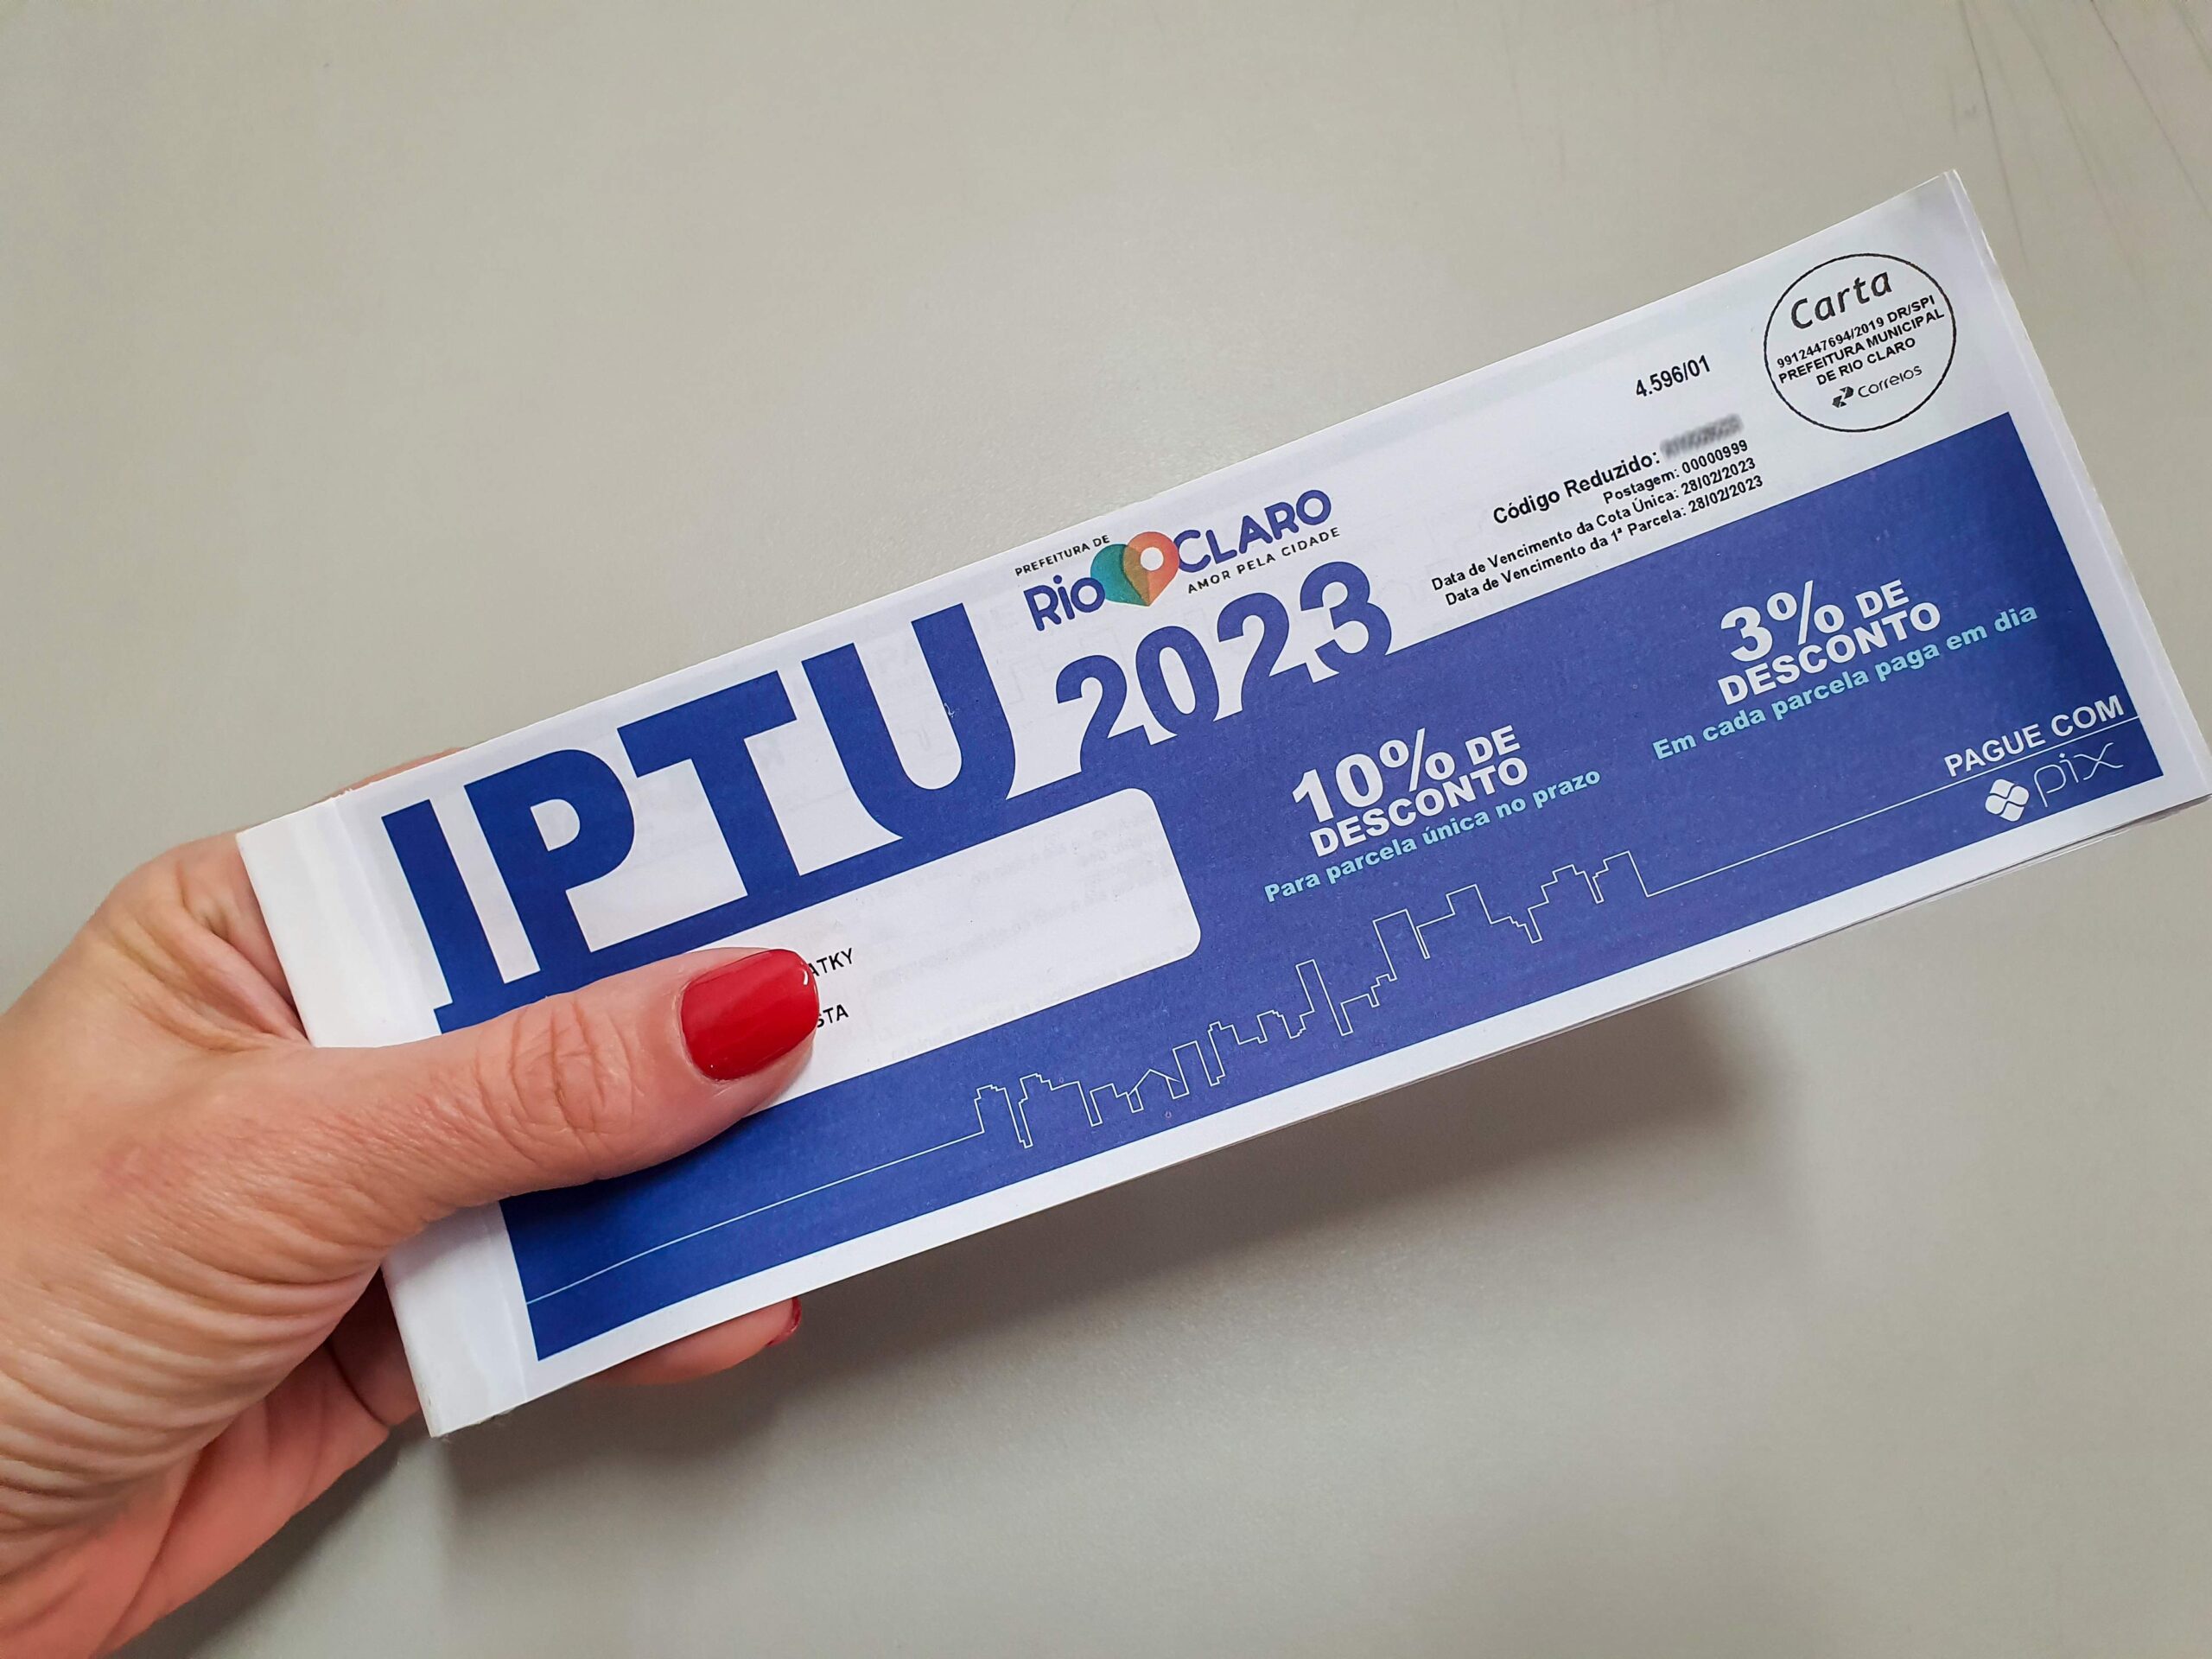 Carta
9912447694/2019 DR/SPI
PREFEITURA MUNICIPAL
DE RIO CLARO
Correios
4.596/01
Código Reduzido:
Postagem: 00000999
Data de Vencimento da Cota Única: 28/02/2023
Data de Vencimento da 1ª Parcela: 28/02/2023
PREFEITURA DE
Rio CLARO
AMOR PELA CIDADE
IPTU 2023
10% DE
DESCONTO
Para parcela única no prazo
3% DE
DESCONTO
Em cada parcela paga em dia
PAGUE COM
pix